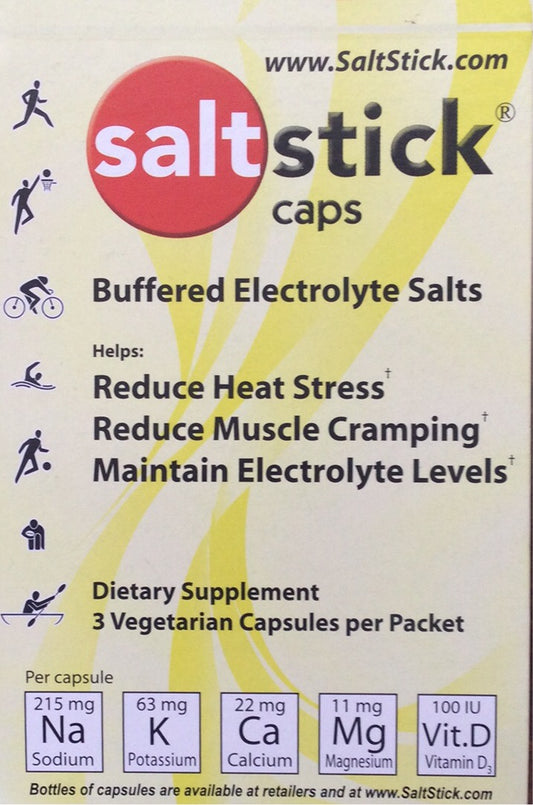 www.SaltStick.com
saltstick®
caps
Buffered Electrolyte Salts
Helps:
Reduce Heat Stress†
Reduce Muscle Cramping†
Maintain Electrolyte Levels†
Dietary Supplement
3 Vegetarian Capsules per Packet
Per capsule
215 mg 63 mg 22 mg 11 mg 100 IU
Na K Ca Mg Vit.D
Sodium Potassium Calcium Magnesium Vitamin D₃
Bottles of capsules are available at retailers and at www.SaltStick.com